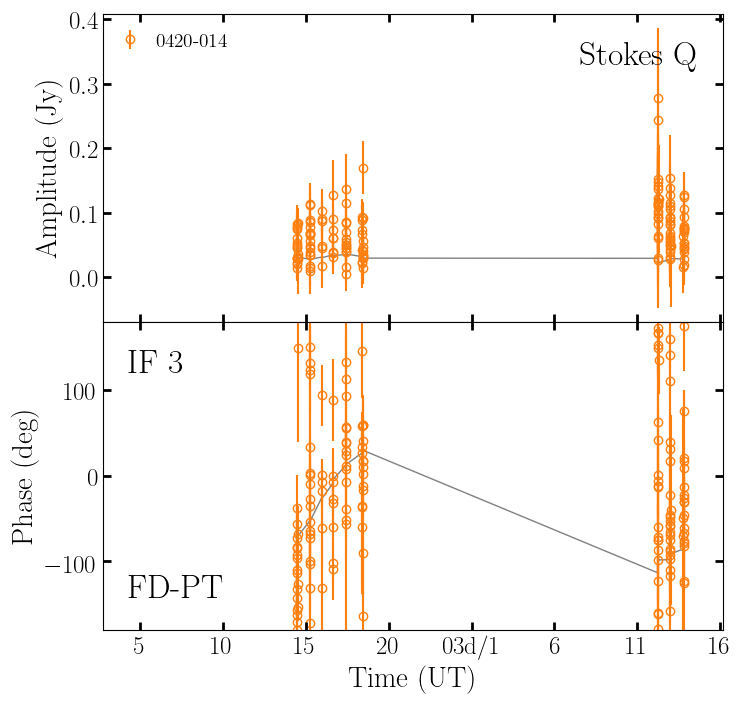 0420-014
Stokes Q
0.4
0.3
0.2
0.1
0.0
Amplitude (Jy)
IF 3
100
0
−100
Phase (deg)
FD-PT
5 10 15 20 03d/1 6 11 16
Time (UT)